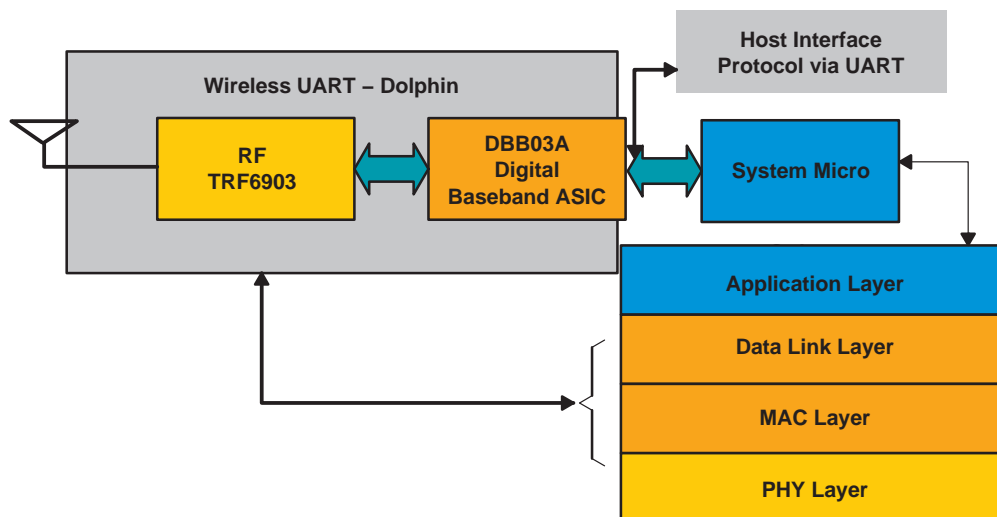 Host Interface
Protocol via UART
Wireless UART – Dolphin
RF
TRF6903
DBB03A
Digital
Baseband ASIC
System Micro
Application Layer
Data Link Layer
MAC Layer
PHY Layer